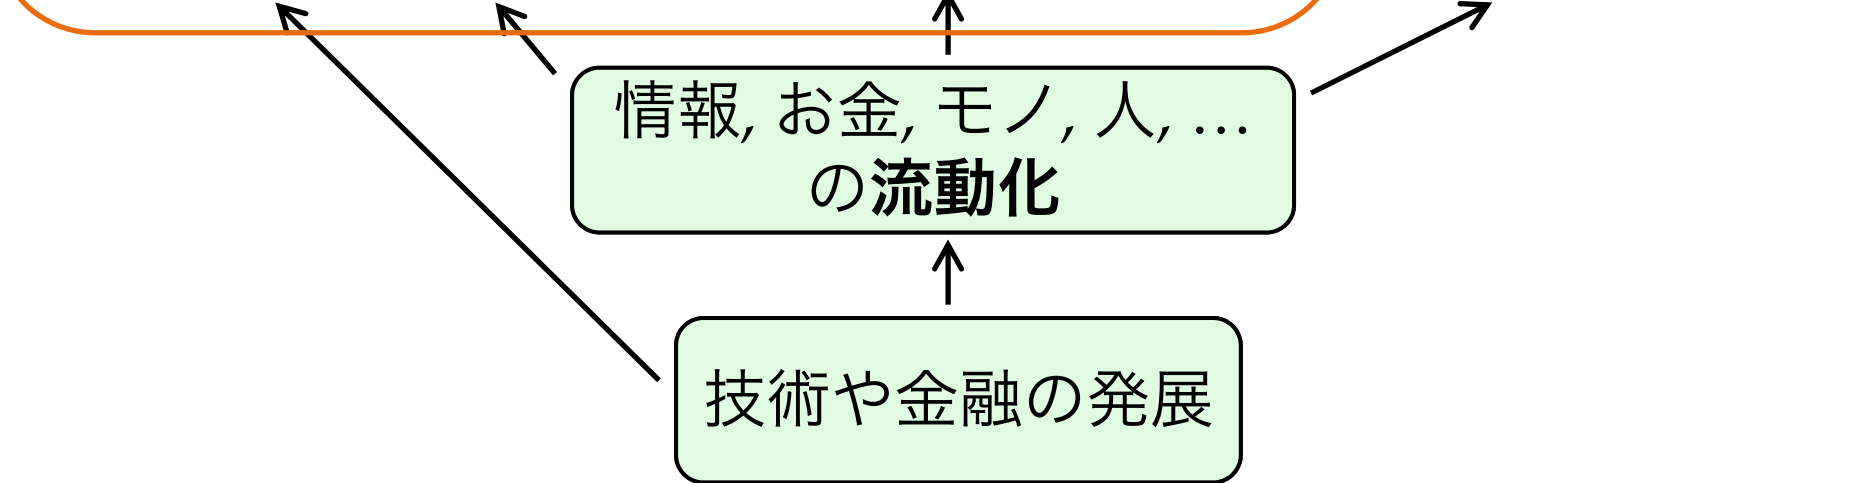 情報, お金, モノ, 人, …
の流動化
技術や金融の発展